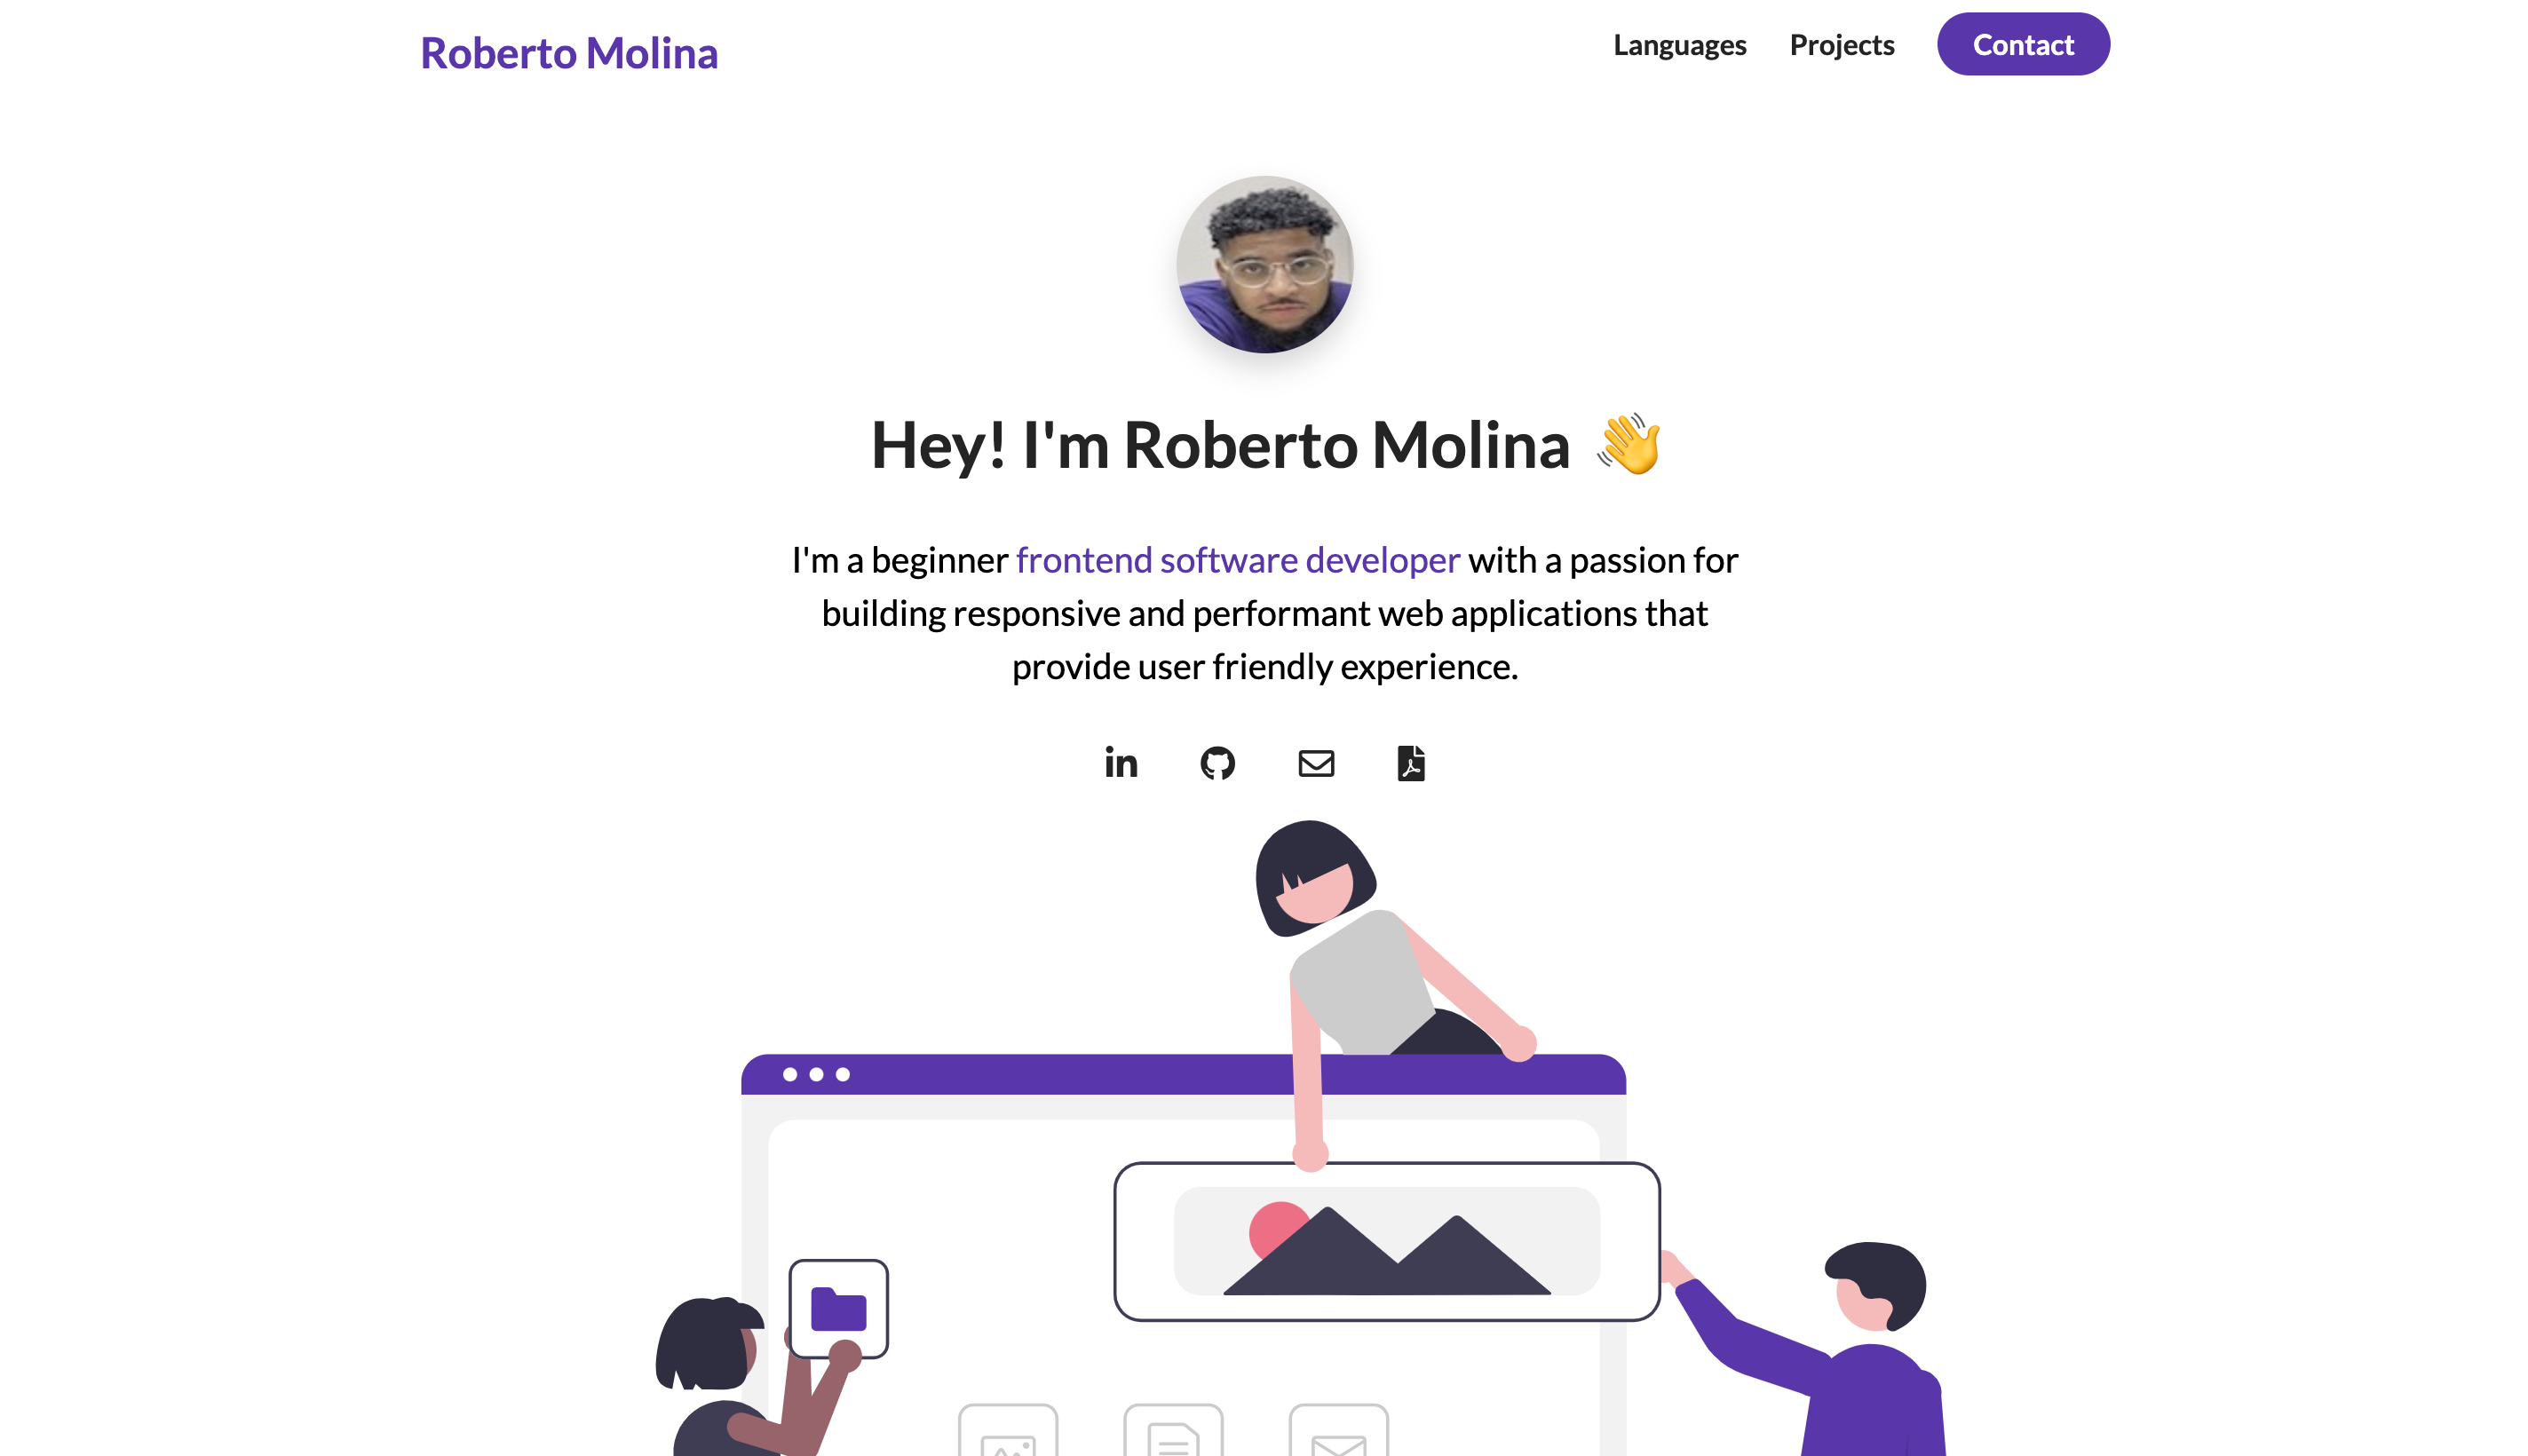 Roberto Molina
Languages
Projects
Contact
Hey! I'm Roberto Molina 👋
I'm a beginner frontend software developer with a passion for
building responsive and performant web applications that
provide user friendly experience.
in